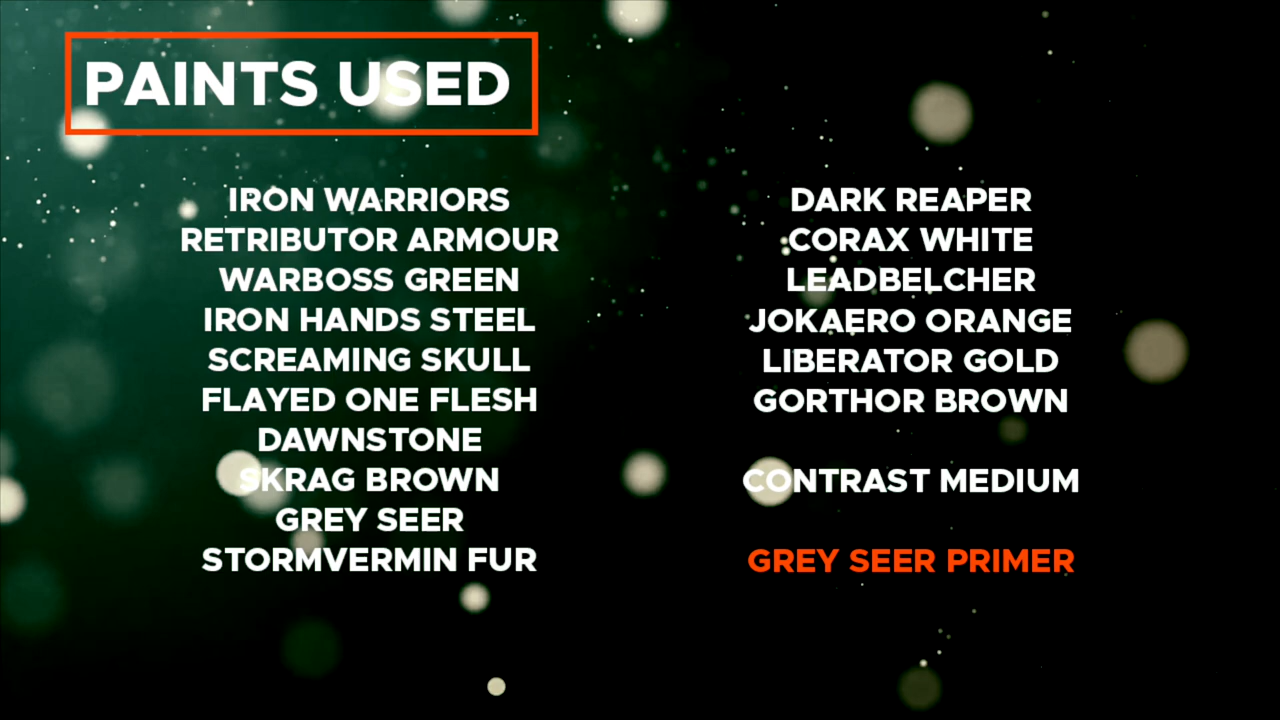 PAINTS USED
IRON WARRIORS
RETRIBUTOR ARMOUR
WARBOSS GREEN
IRON HANDS STEEL
SCREAMING SKULL
FLAYED ONE FLESH
DAWNSTONE
SKRAG BROWN
GREY SEER
STORMVERMIN FUR
DARK REAPER
CORAX WHITE
LEADBELCHER
JOKAERO ORANGE
LIBERATOR GOLD
GORTHOR BROWN
CONTRAST MEDIUM
GREY SEER PRIMER